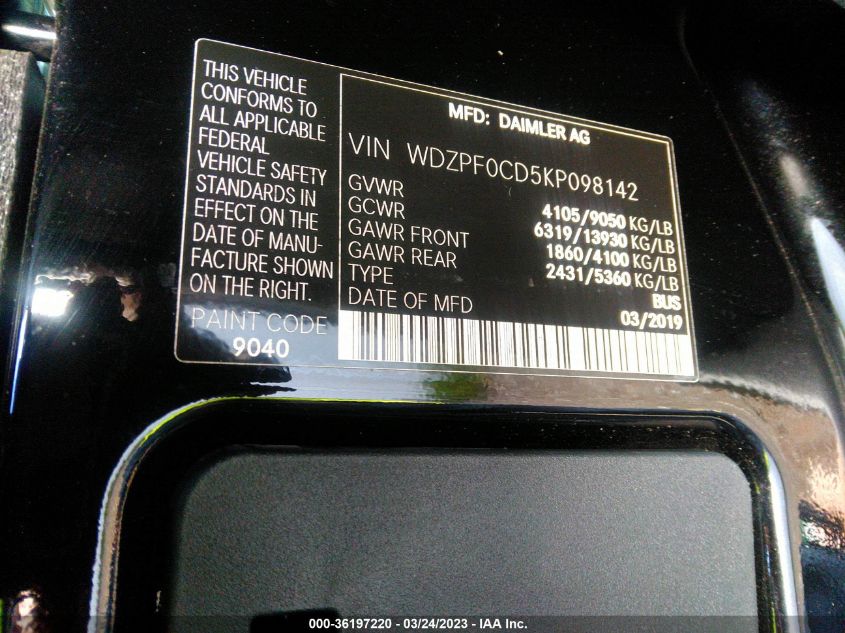 THIS VEHICLE
CONFORMS TO
ALL APPLICABLE
FEDERAL
VEHICLE SAFETY
STANDARDS IN
EFFECT ON THE
DATE OF MANU-
FACTURE SHOWN
ON THE RIGHT.
PAINT CODE
9040
MFD: DAIMLER AG
VIN WDZPF0CD5KP098142
GVWR 4105/9050 KG/LB
GCWR 6319/13930 KG/LB
GAWR FRONT 1860/4100 KG/LB
GAWR REAR 2431/5360 KG/LB
TYPE BUS
DATE OF MFD 03/2019
000-36197220 - 03/24/2023 - IAA Inc.